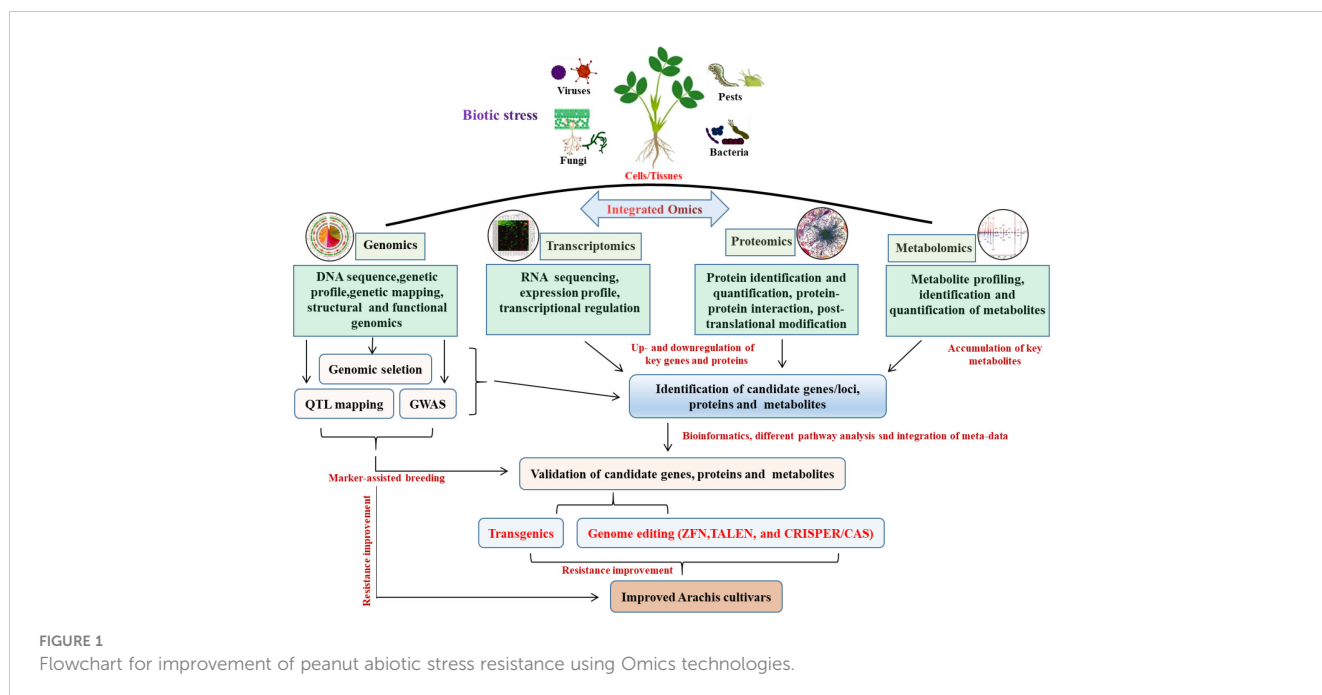 Viruses
Pests
Biotic stress
Fungi
Bacteria
Cells/Tissues
Integrated Omics
Genomics
Transcriptomics
Proteomics
Metabolomics
DNA sequence,genetic
profile,genetic mapping,
structural and functional
genomics
RNA sequencing,
expression profile,
transcriptional regulation
Protein identification and
quantification, protein-
protein interaction, post-
translational modification
Metabolite profiling,
identification and
quantification of metabolites
Up- and downregulation of
key genes and proteins
Accumulation of key
metabolites
Genomic seletion
QTL mapping
GWAS
Identification of candidate genes/loci,
proteins and metabolites
Bioinformatics, different pathway analysis snd integration of meta-data
Marker-assisted breeding
Validation of candidate genes, proteins and metabolites
Resistance improvement
Transgenics
Genome editing (ZFN,TALEN, and CRISPER/CAS)
Resistance improvement
Improved Arachis cultivars
FIGURE 1
Flowchart for improvement of peanut abiotic stress resistance using Omics technologies.